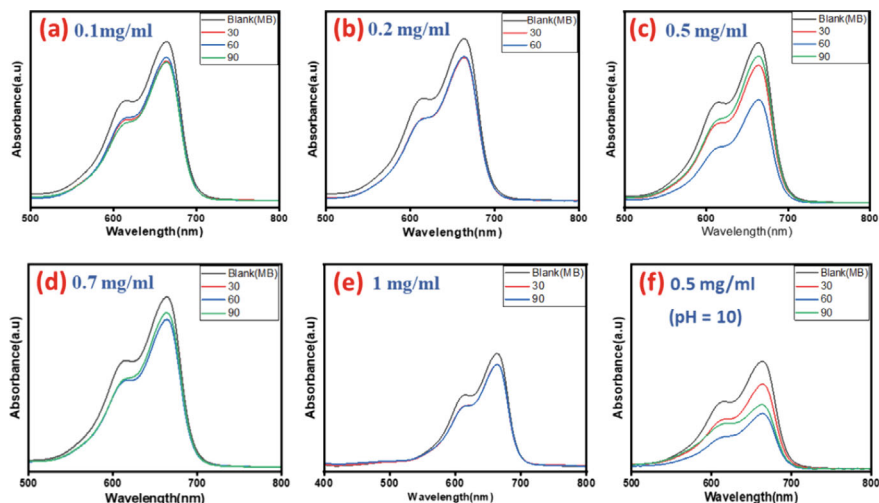 (a) 0.1mg/ml
Blank(MB)
30
60
90
Absorbance(a.u)
500 600 700 800
Wavelength(nm)
(b) 0.2 mg/ml
Blank(MB)
30
60
Absorbance(a.u)
500 600 700 800
Wavelength(nm)
(c) 0.5 mg/ml
Blank(MB)
30
60
90
Absorbance(a.u)
500 600 700 800
Wavelength(nm)
(d) 0.7 mg/ml
Blank(MB)
30
60
90
Absorbance(a.u)
500 600 700 800
Wavelength(nm)
(e) 1 mg/ml
Blank(MB)
30
90
Absorbance(a.u)
400 500 600 700 800
Wavelength(nm)
(f) 0.5 mg/ml
(pH = 10)
Blank(MB)
30
60
90
Absorbance(a.u)
500 600 700 800
Wavelength(nm)